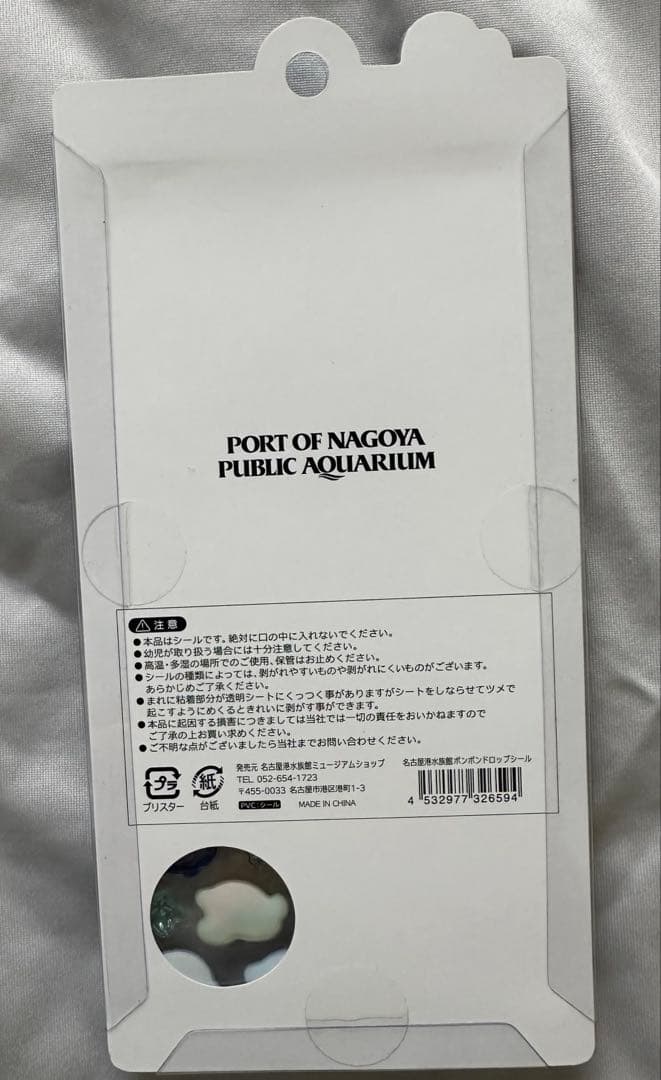 PORT OF NAGOYA
PUBLIC AQUARIUM
注意
●本品はシールです。絶対に口の中に入れないでください。
●幼児が取り扱う場合には十分注意してください。
●高温・多湿の場所でのご使用、保管はお止めください。
●シールの種類によっては、剥がれやすいものや剥がれにくいものがございます。
あらかじめご了承ください。
●まれに粘着部分が透明シートにくっつく事がありますがシートをしならせてツメで
起こすようにめくるときれいに剥がす事ができます。
●本品に起因する損害につきましては当社では一切の責任をおいかねますので
ご了承の上お買い求めください。
●ご不明な点がございましたら当社までお問い合わせください。
プラ
ブリスター
紙
台紙
発売元 名古屋港水族館ミュージアムショップ
TEL 052-654-1723
〒455-0033 名古屋市港区港町1-3
PVC:シール MADE IN CHINA
名古屋港水族館ボンボンドロップシール
4 532977 326594